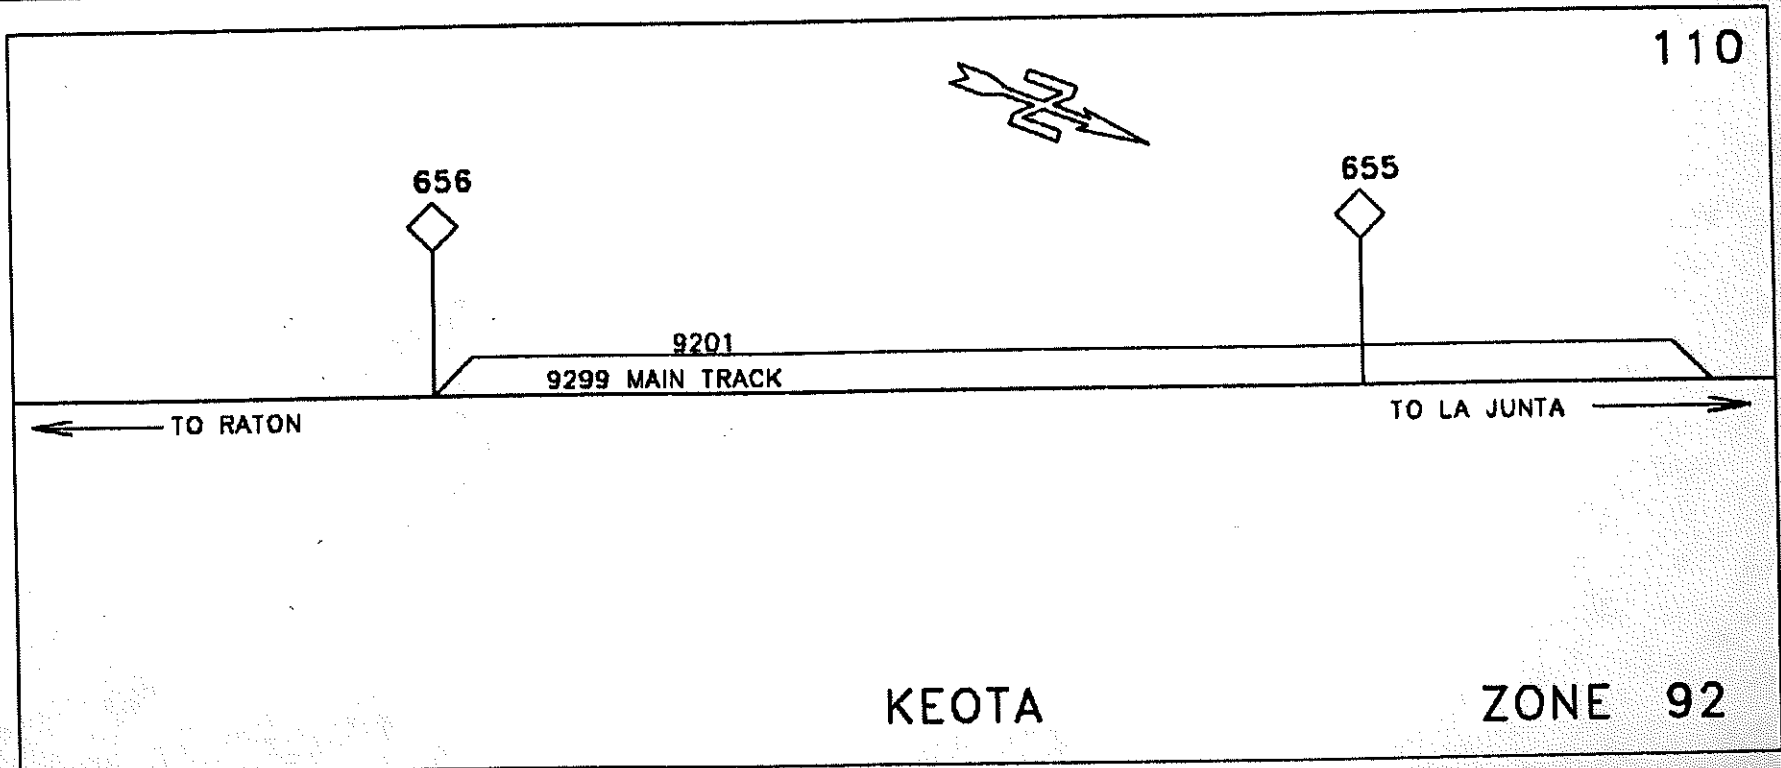 110
656
655
9201
9299 MAIN TRACK
TO RATON
TO LA JUNTA
KEOTA
ZONE 92